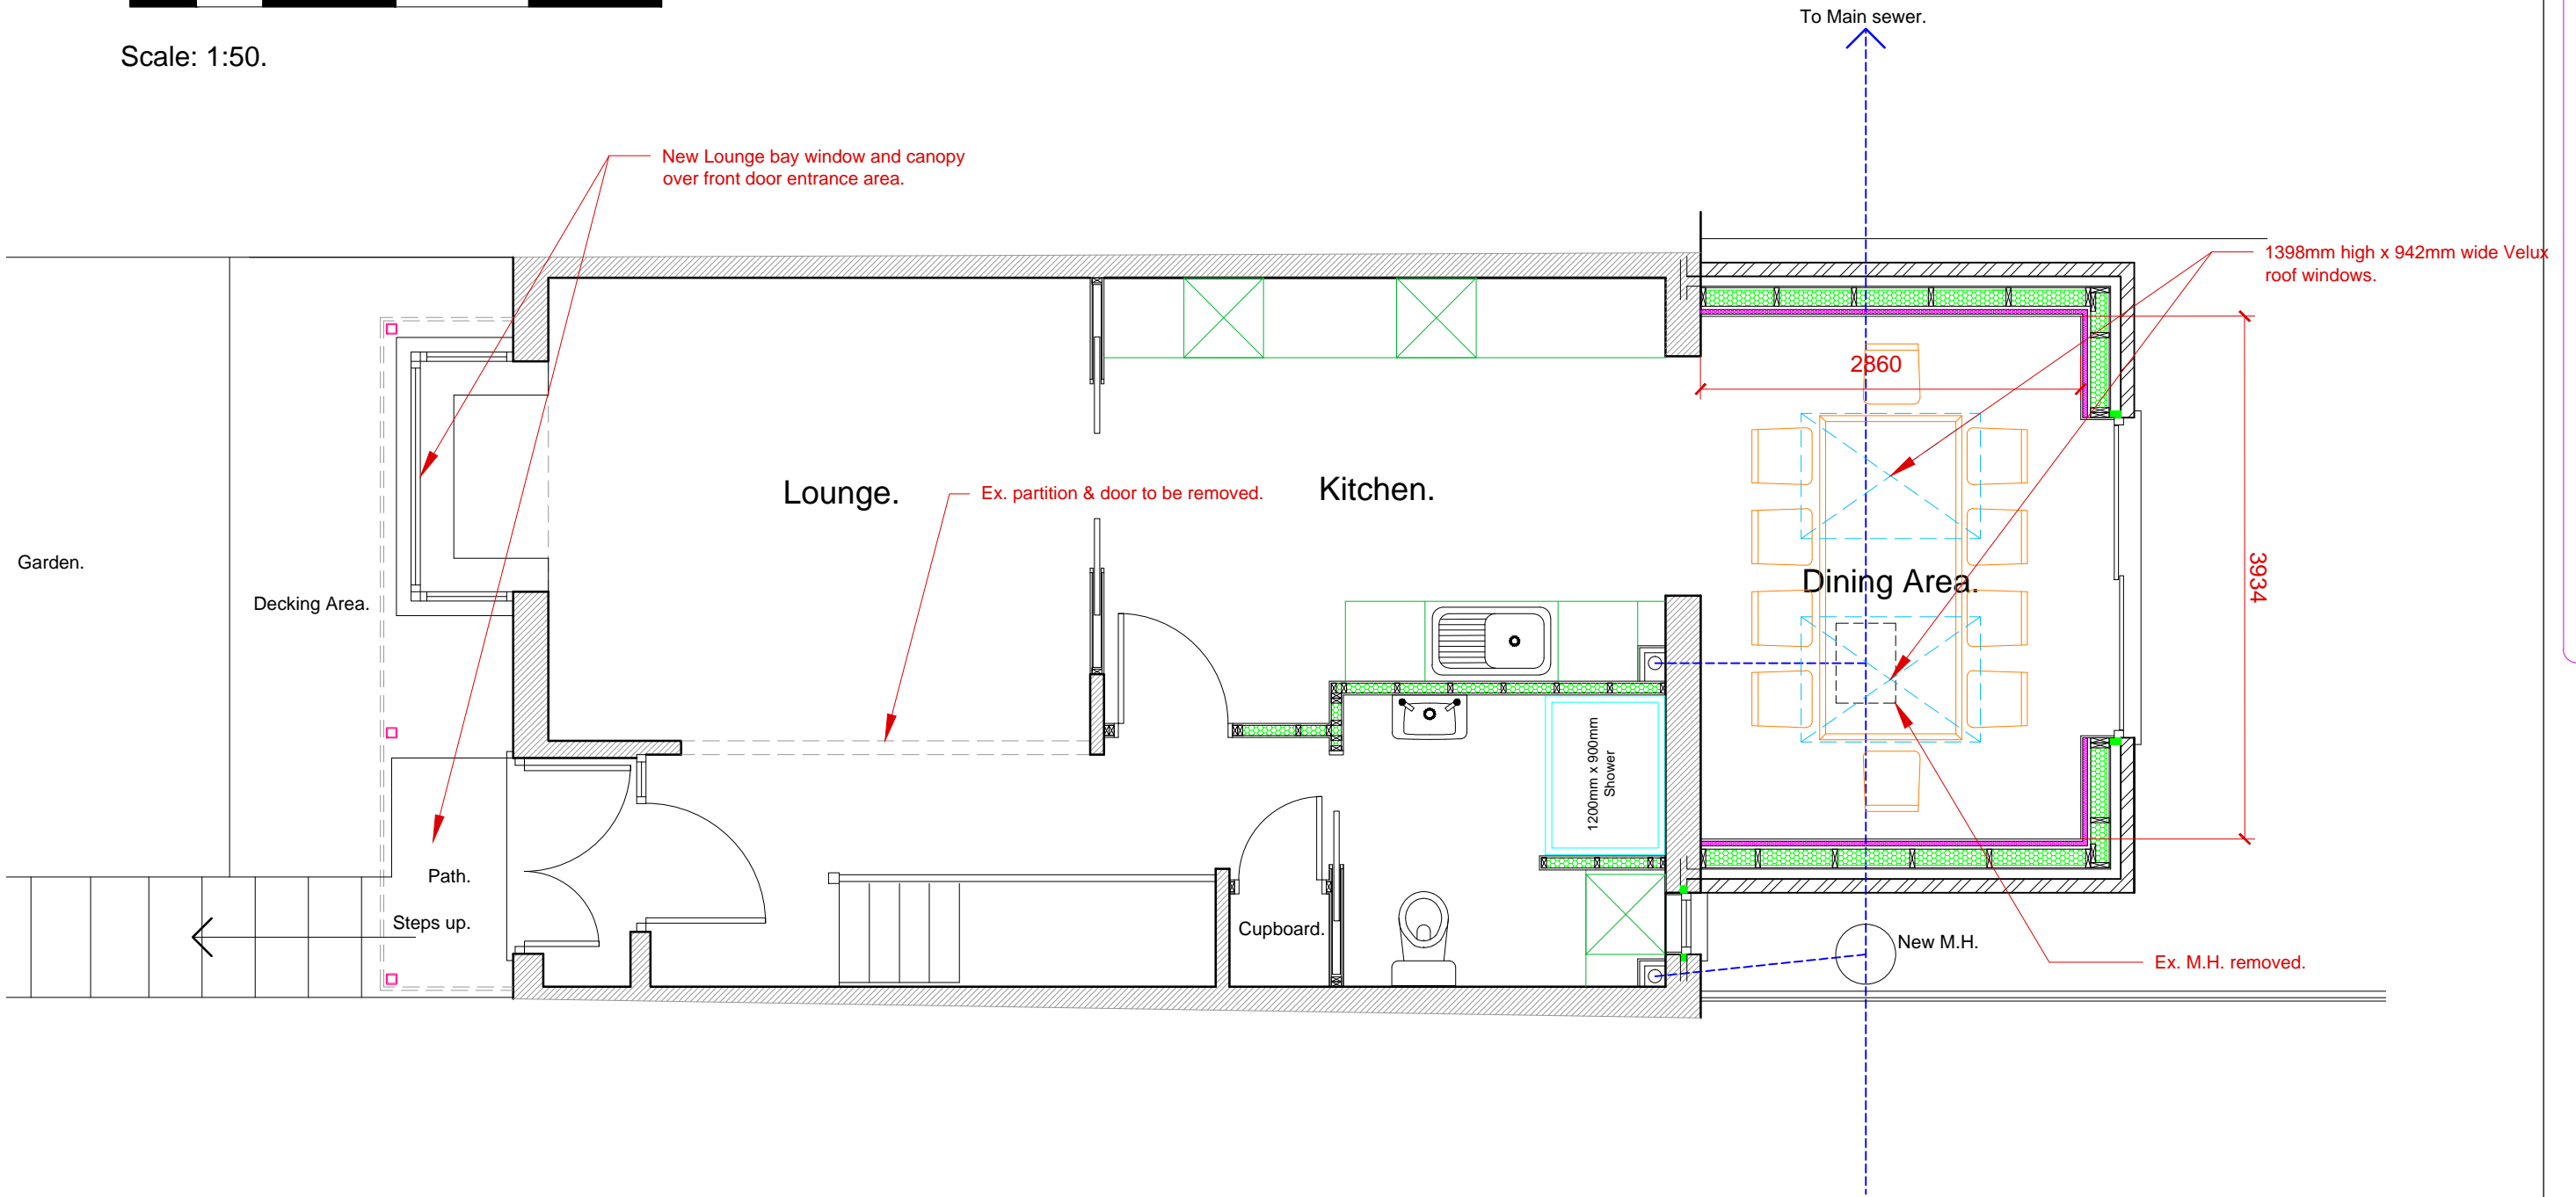 To Main sewer.
Scale: 1:50.
New Lounge bay window and canopy
over front door entrance area.
1398mm high x 942mm wide Velux
roof windows.
2860
Lounge.
Ex. partition & door to be removed.
Kitchen.
Garden.
Decking Area.
Dining Area.
3934
1200mm x 900mm
Shower
Path.
Steps up.
Cupboard.
New M.H.
Ex. M.H. removed.